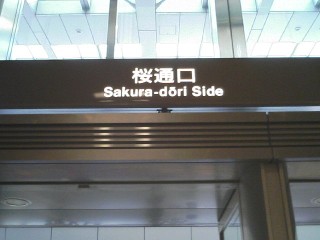 桜通口
Sakura-dōri Side